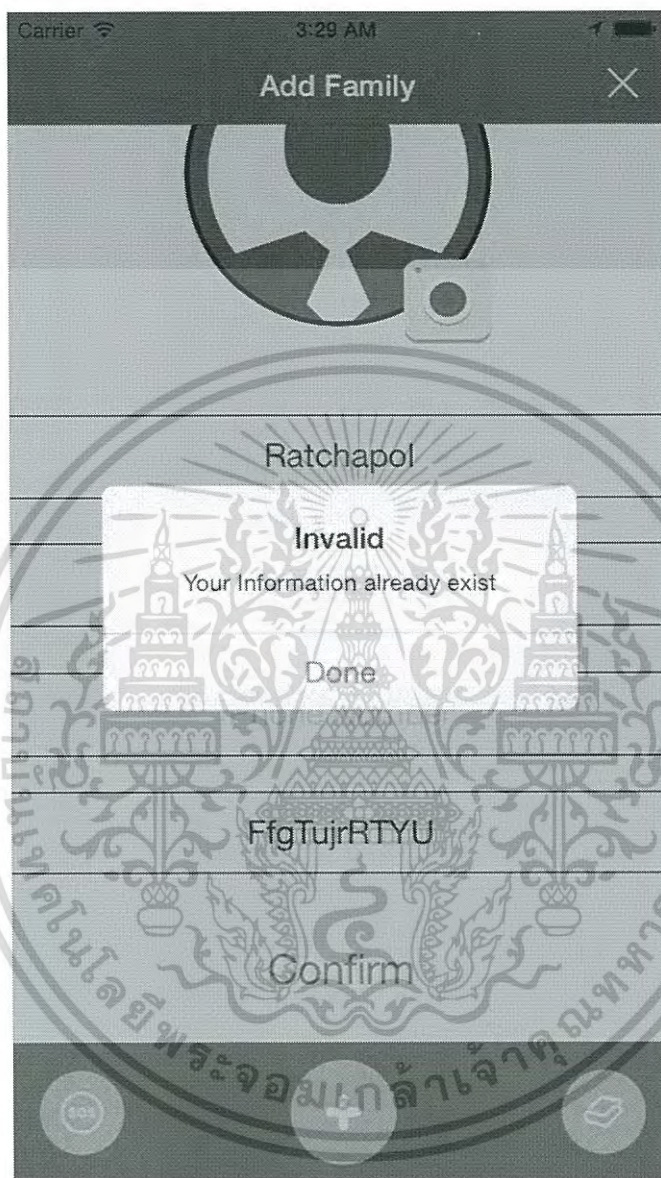 Carrier
3:29 AM
Add Family
Ratchapol
Invalid
Your Information already exist
Done
FfgTujrRTYU
Confirm
SOS
พระจอมเกล้าเจ้าคุณทหาร